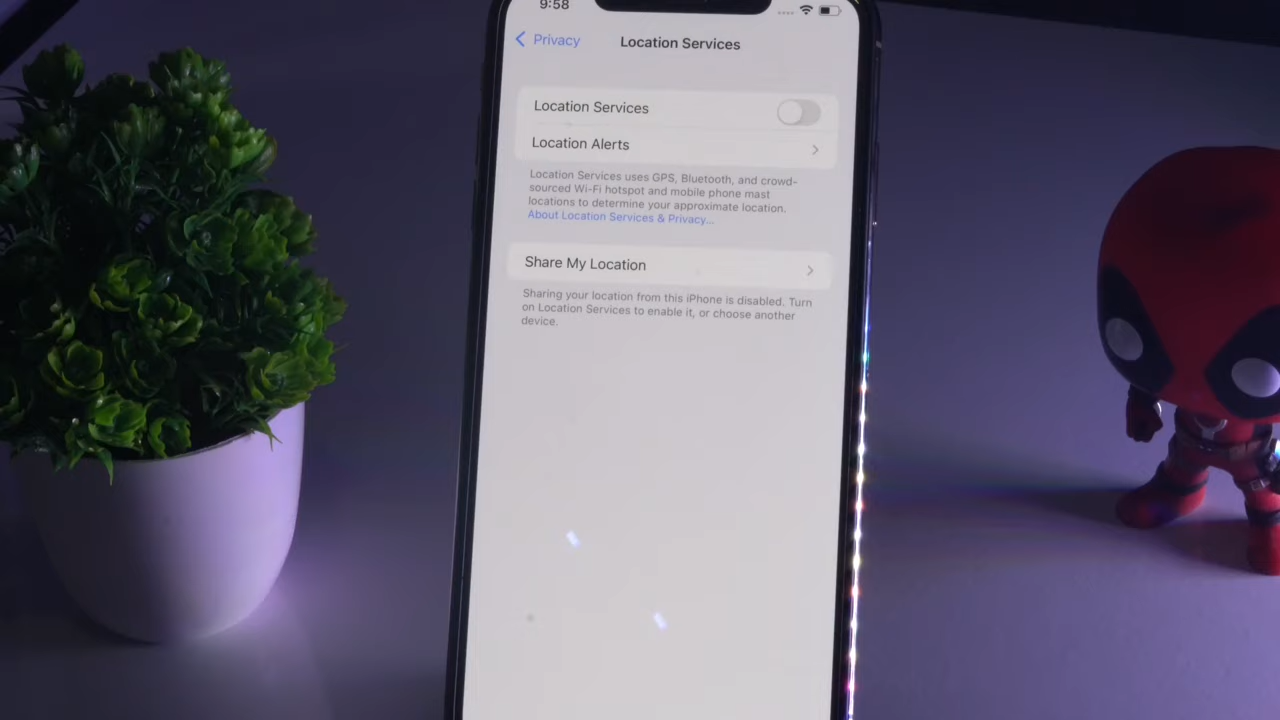 9:58
Privacy
Location Services
Location Services
Location Alerts
Location Services uses GPS, Bluetooth, and crowd-
sourced Wi-Fi hotspot and mobile phone mast
locations to determine your approximate location.
About Location Services & Privacy...
Share My Location
Sharing your location from this iPhone is disabled. Turn
on Location Services to enable it, or choose another
device.